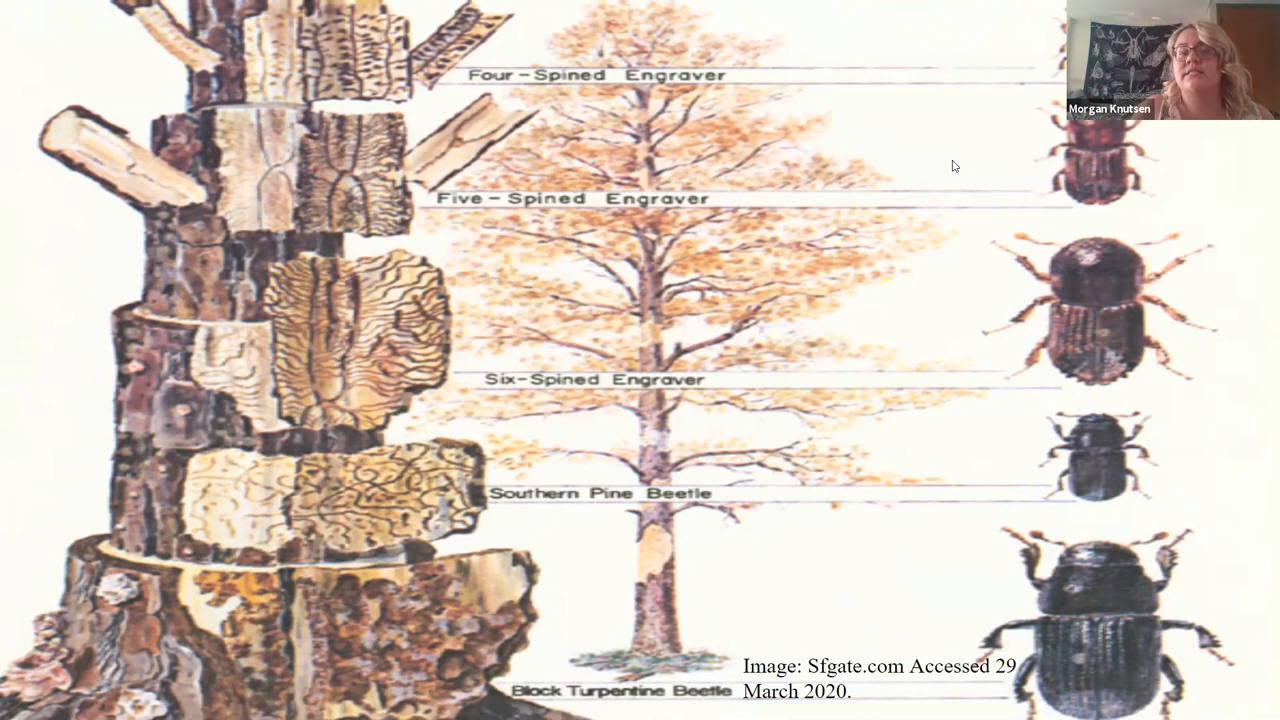 Four-Spined Engraver
Morgan Knutsen
Five-Spined Engraver
Six-Spined Engraver
Southern Pine Beetle
Image: Sfgate.com Accessed 29
March 2020.
Black Turpentine Beetle